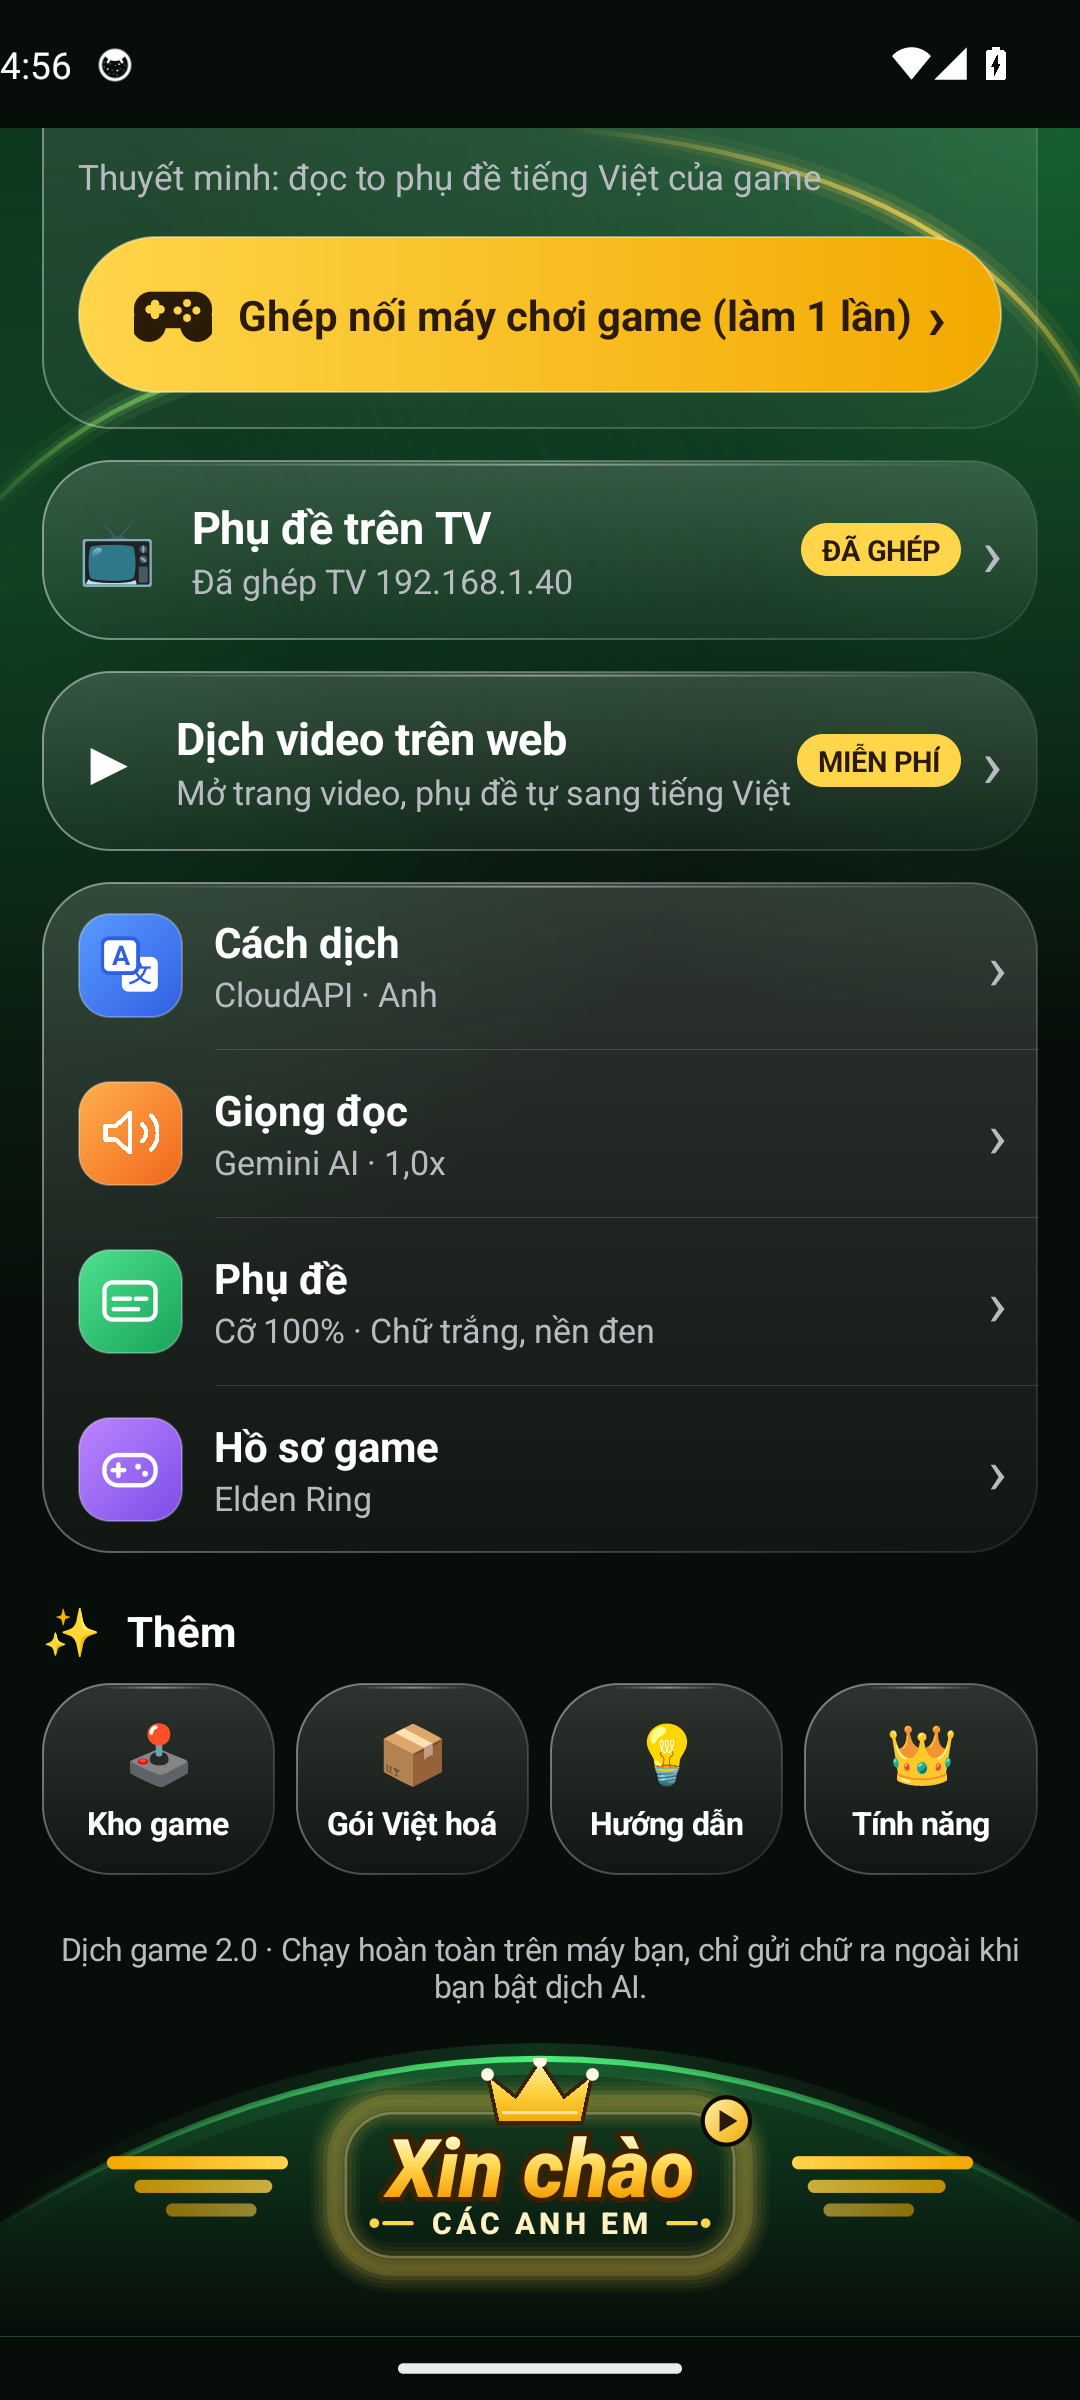 4:56
Thuyết minh: đọc to phụ đề tiếng Việt của game
Ghép nối máy chơi game (làm 1 lần) ›
Phụ đề trên TV
Đã ghép TV 192.168.1.40
ĐÃ GHÉP
Dịch video trên web
Mở trang video, phụ đề tự sang tiếng Việt
MIỄN PHÍ
Cách dịch
CloudAPI · Anh
Giọng đọc
Gemini AI · 1,0x
Phụ đề
Cỡ 100% · Chữ trắng, nền đen
Hồ sơ game
Elden Ring
Thêm
Kho game
Gói Việt hoá
Hướng dẫn
Tính năng
Dịch game 2.0 · Chạy hoàn toàn trên máy bạn, chỉ gửi chữ ra ngoài khi
bạn bật dịch AI.
Xin chào
CÁC ANH EM